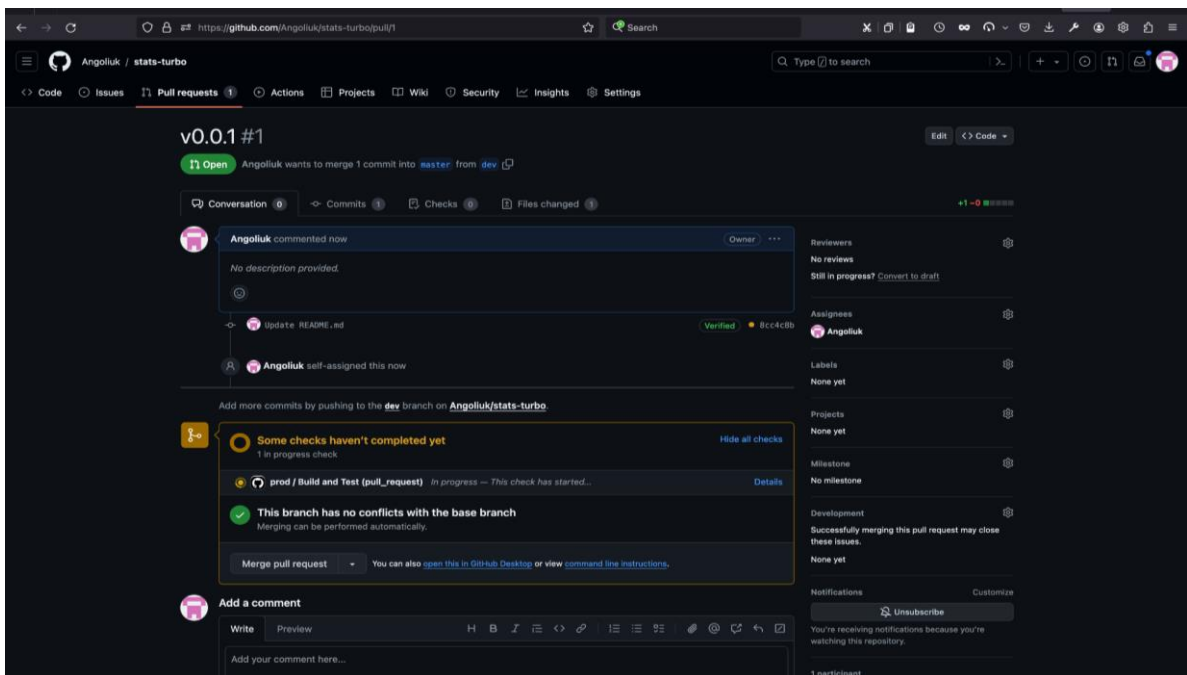 https://github.com/Angoliuk/stats-turbo/pull/1
Search
Angoliuk / stats-turbo
Type / to search
Code
Issues
Pull requests 1
Actions
Projects
Wiki
Security
Insights
Settings
v0.0.1 #1
Edit
<> Code
Open
Angoliuk wants to merge 1 commit into master from dev
Conversation 0
Commits 1
Checks 0
Files changed 1
+1 −0
Angoliuk commented now
Owner
No description provided.
Update README.md
Verified
8cc4c8b
Angoliuk self-assigned this now
Add more commits by pushing to the dev branch on Angoliuk/stats-turbo.
Some checks haven't completed yet
1 in progress check
Hide all checks
prod / Build and Test (pull_request) In progress — This check has started...
Details
This branch has no conflicts with the base branch
Merging can be performed automatically.
Merge pull request
You can also open this in GitHub Desktop or view command line instructions.
Add a comment
Write
Preview
H B I
Add your comment here...
Reviewers
No reviews
Still in progress? Convert to draft
Assignees
Angoliuk
Labels
None yet
Projects
None yet
Milestone
No milestone
Development
Successfully merging this pull request may close
these issues.
None yet
Notifications
Customize
Unsubscribe
You're receiving notifications because you're
watching this repository.
1 participant